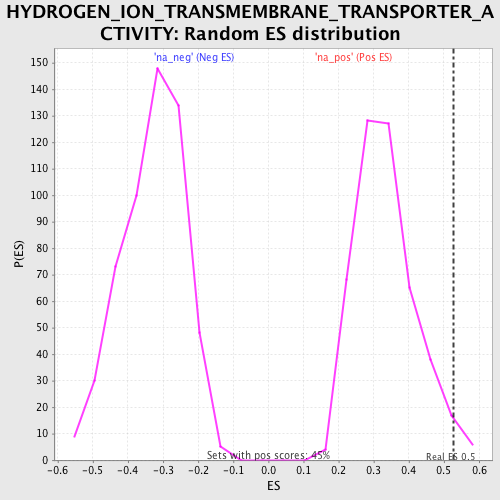 HYDROGEN_ION_TRANSMEMBRANE_TRANSPORTER_A
CTIVITY: Random ES distribution
'na_neg' (Neg ES) 'na_pos' (Pos ES)
150
140
130
120
110
100
90
80
70
60
50
40
30
20
10
0
P(ES)
Sets with pos scores: 45%
Real ES 0.5
-0.6 -0.5 -0.4 -0.3 -0.2 -0.1 0.0 0.1 0.2 0.3 0.4 0.5 0.6
ES